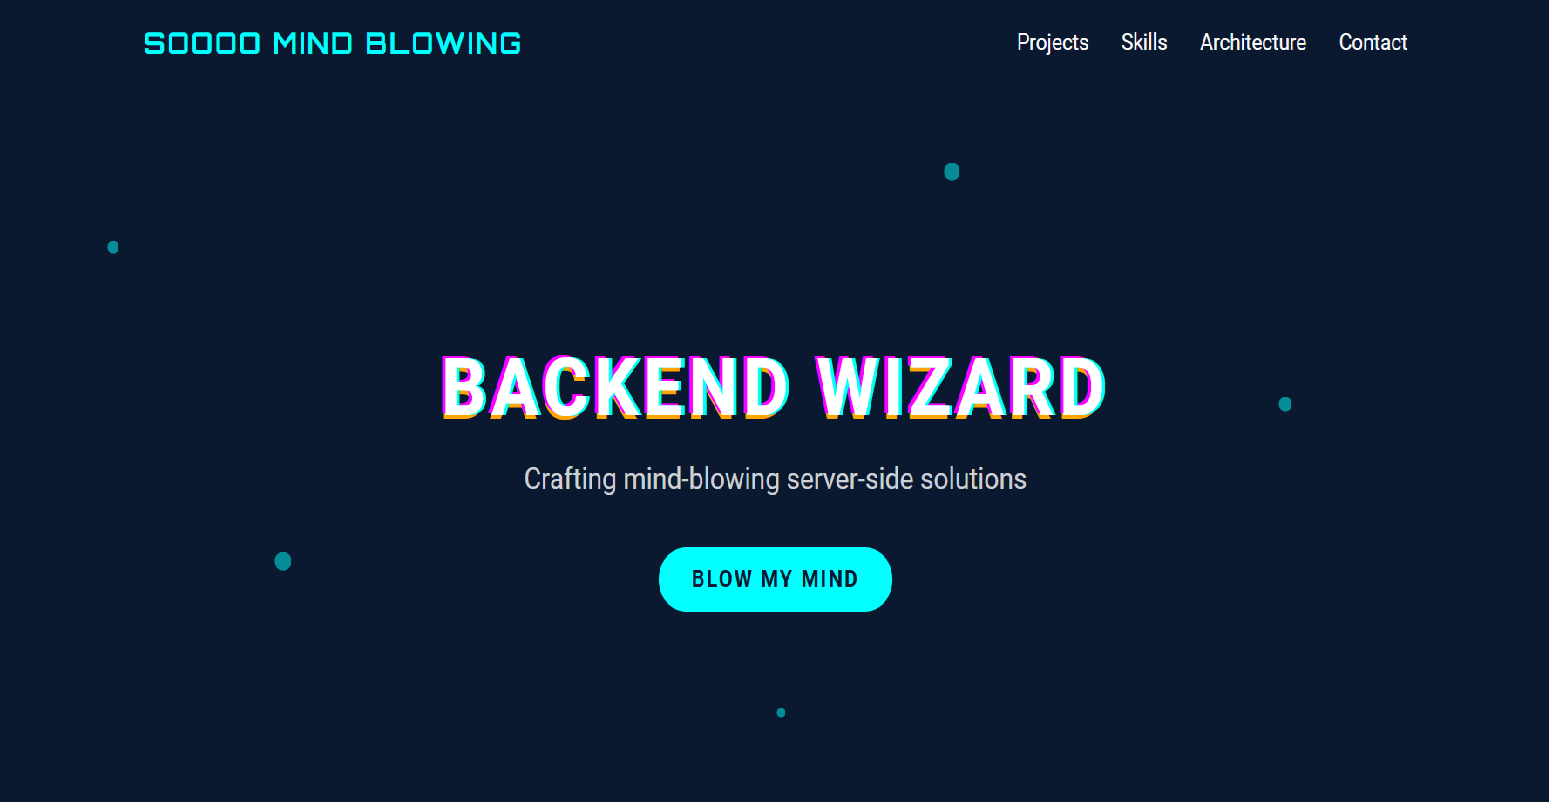 SOOOO MIND BLOWING
Projects Skills Architecture Contact
BACKEND WIZARD
Crafting mind-blowing server-side solutions
BLOW MY MIND